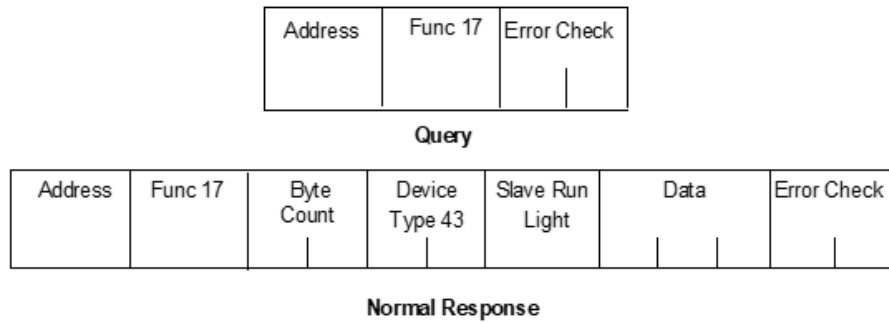 Address Func 17 Error Check
Query
Address Func 17 Byte Device Slave Run Data Error Check
Count Type 43 Light
Normal Response